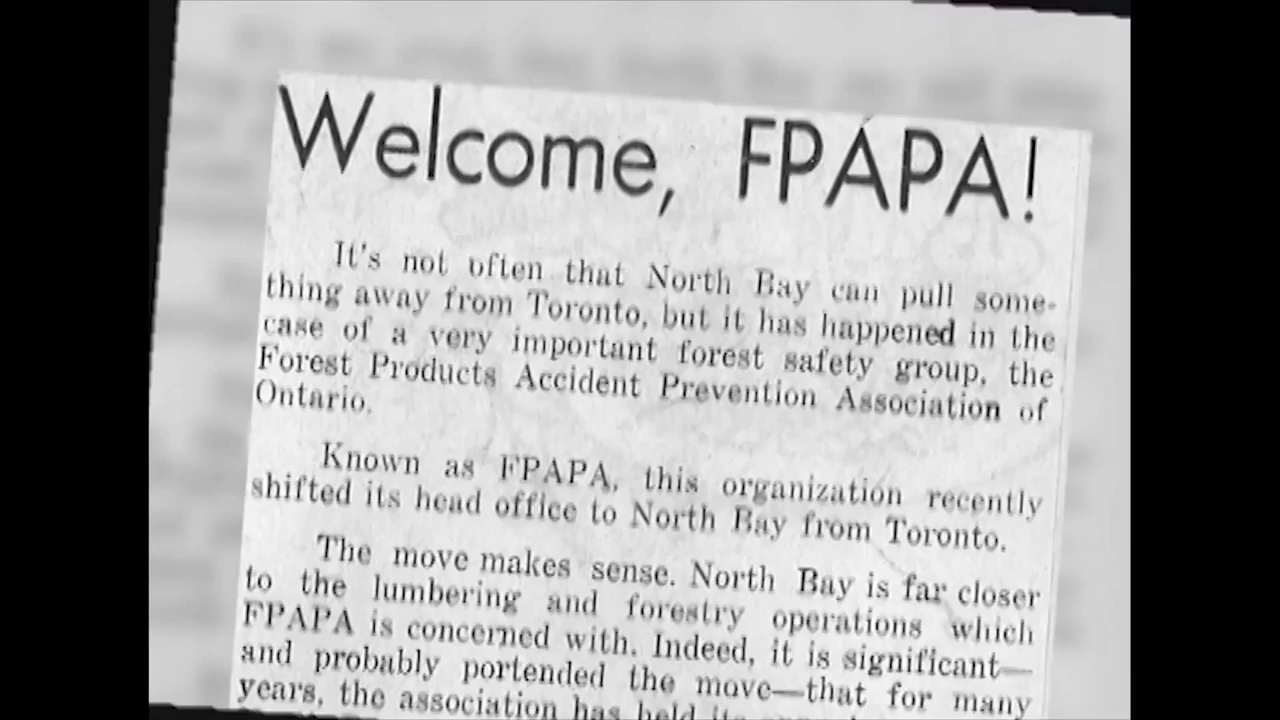 Welcome, FPAPA!
It's not often that North Bay can pull some-
thing away from Toronto, but it has happened in the
case of a very important forest safety group, the
Forest Products Accident Prevention Association of
Ontario.
Known as FPAPA, this organization recently
shifted its head office to North Bay from Toronto.
The move makes sense. North Bay is far closer
to the lumbering and forestry operations which
FPAPA is concerned with. Indeed, it is significant—
and probably portended the move—that for many
years, the association has held its